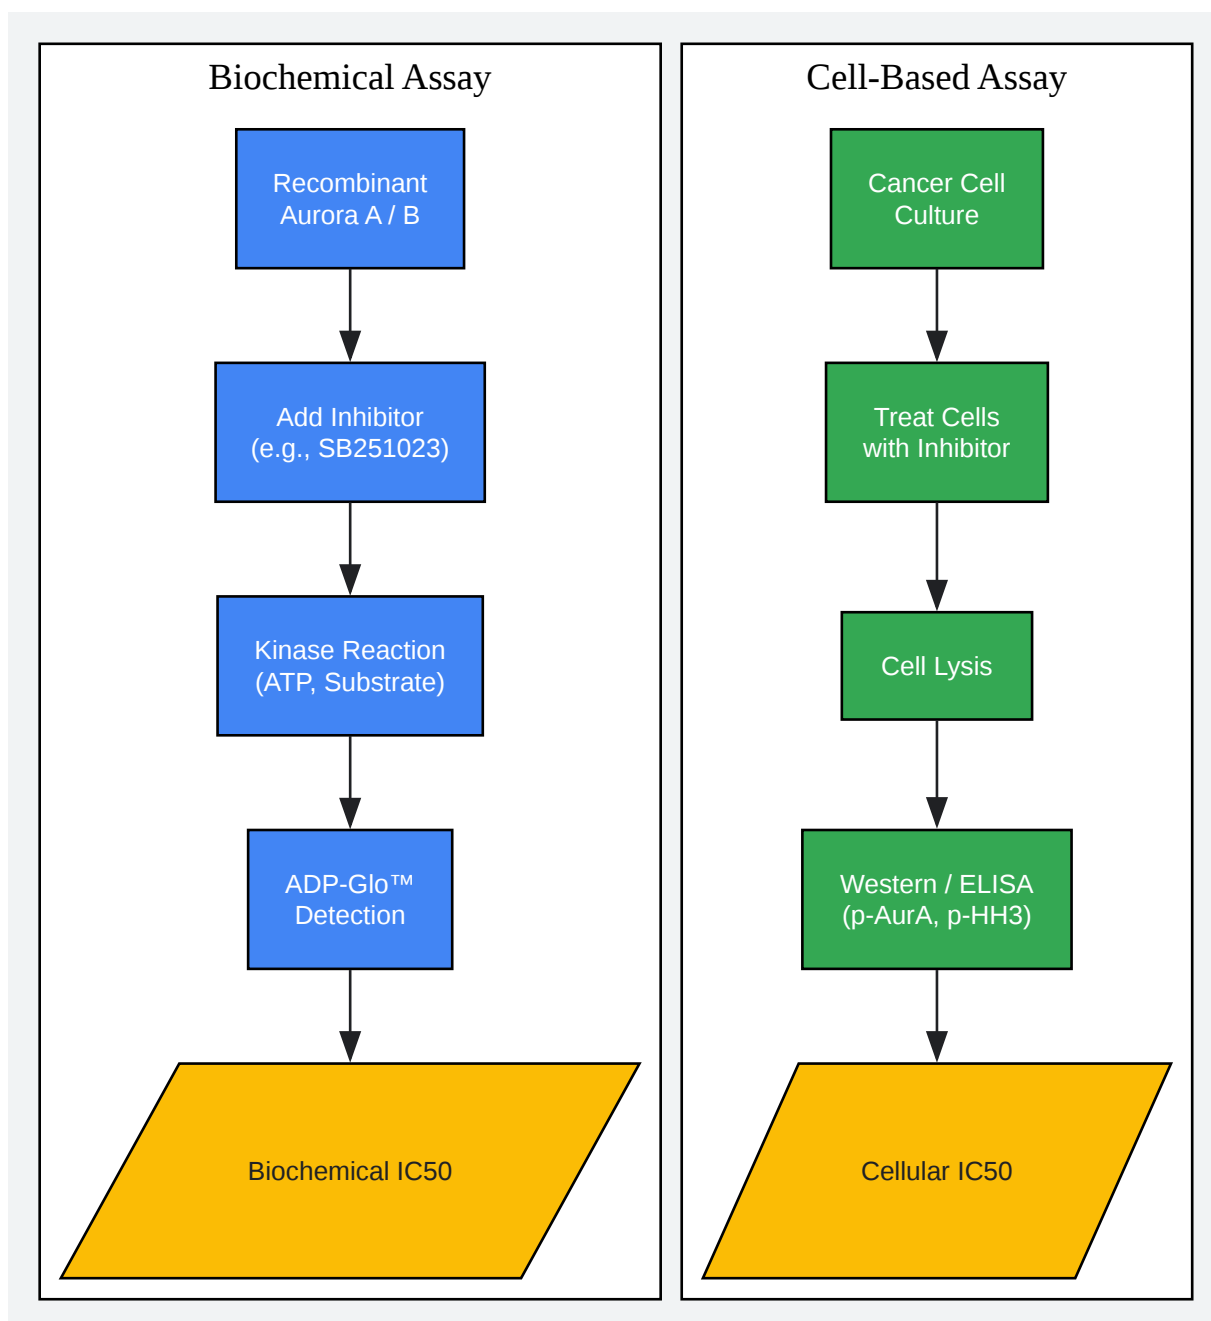 Biochemical Assay
Recombinant
Aurora A / B
Add Inhibitor
(e.g., SB251023)
Kinase Reaction
(ATP, Substrate)
ADP-Glo™
Detection
Biochemical IC50
Cell-Based Assay
Cancer Cell
Culture
Treat Cells
with Inhibitor
Cell Lysis
Western / ELISA
(p-AurA, p-HH3)
Cellular IC50